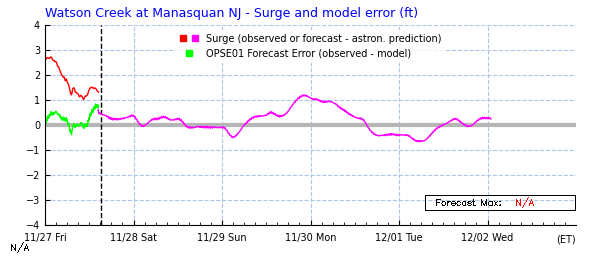 Watson Creek at Manasquan NJ - Surge and model error (ft)
4
Surge (observed or forecast - astron. prediction)
3
OPSE01 Forecast Error (observed - model)
2
1
0
−1
−2
−3
Forecast Max: N/A
−4
11/27 Fri 11/28 Sat 11/29 Sun 11/30 Mon 12/01 Tue 12/02 Wed (ET)
N/A